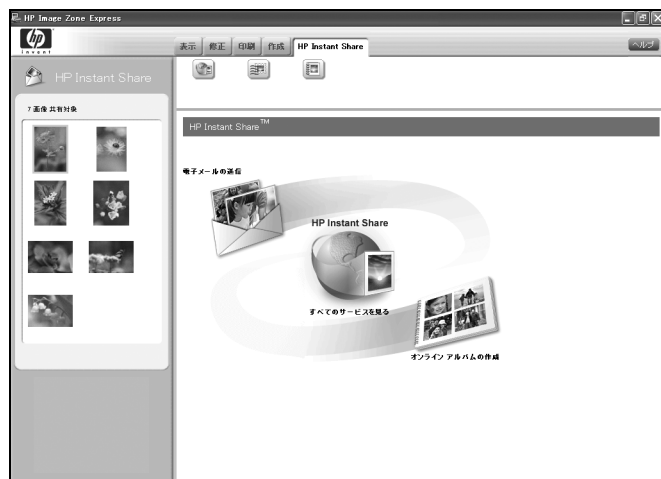 HP Image Zone Express
hp
invent
表示 修正 印刷 作成 HP Instant Share
ヘルプ
HP Instant Share
7 画像 共有対象
HP Instant Share™
電子メールの送信
HP Instant Share
すべてのサービスを見る
オンライン アルバムの作成